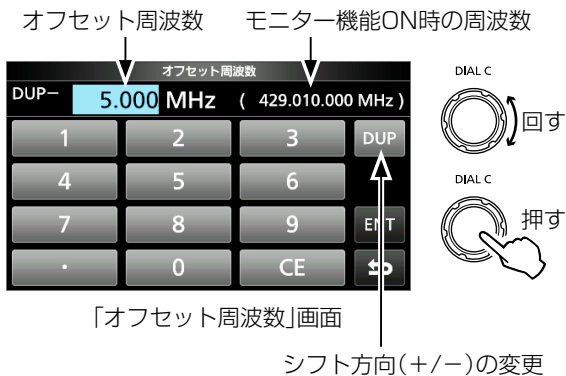 オフセット周波数 モニター機能ON時の周波数
オフセット周波数
DUP− 5.000 MHz ( 429.010.000 MHz )
1 2 3 DUP
4 5 6
7 8 9 ENT
. 0 CE
DIAL C
回す
DIAL C
押す
「オフセット周波数」画面
シフト方向(+/−)の変更